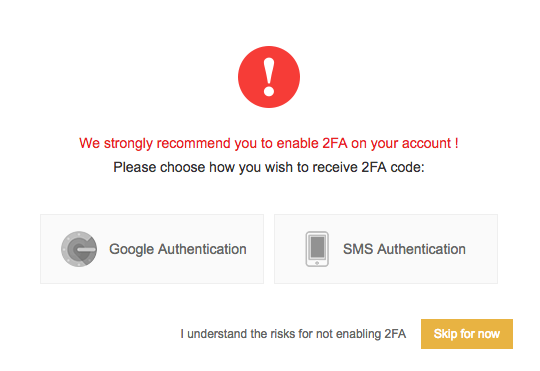 We strongly recommend you to enable 2FA on your account !
Please choose how you wish to receive 2FA code:
Google Authentication
SMS Authentication
I understand the risks for not enabling 2FA
Skip for now